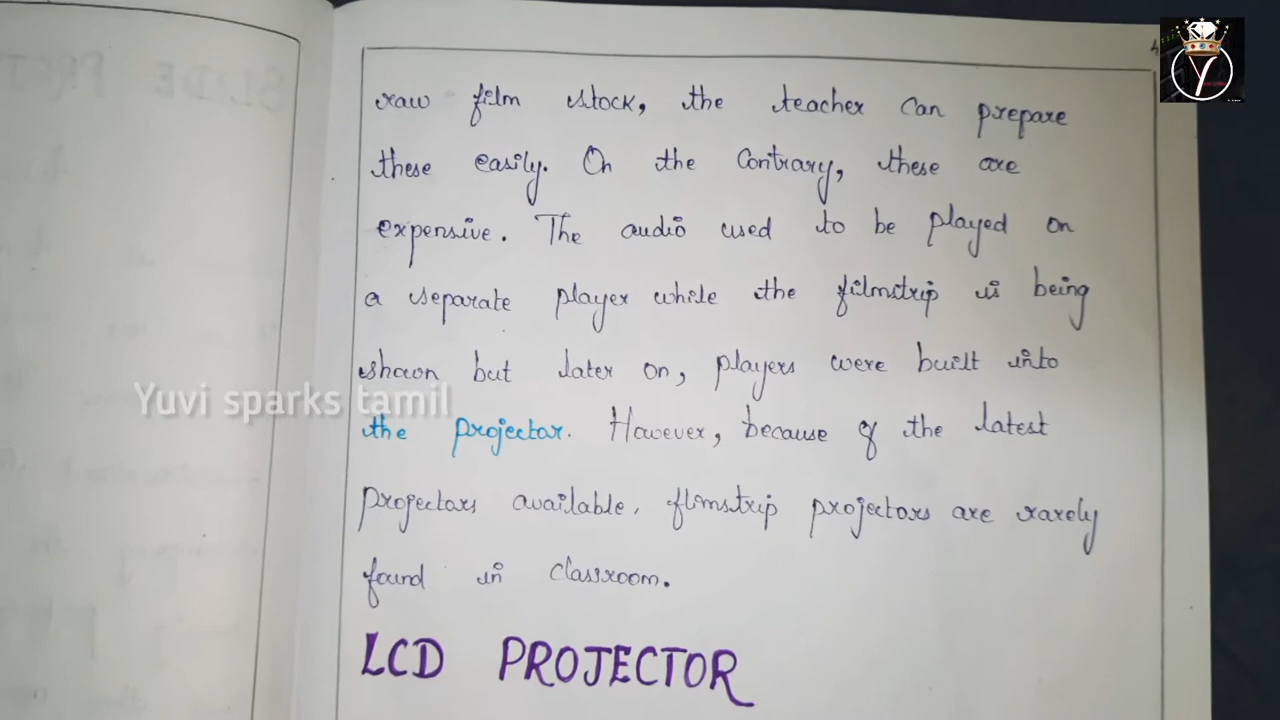 4
raw film stock, the teacher can prepare
these easily. On the contrary, these are
expensive. The audio used to be played on
a separate player while the filmstrip is being
shown but later on, players were built into
Yuvi sparks tamil
the projector. However, because of the latest
projectors available, flimstrip projectors are rarely
found in classroom.
LCD PROJECTOR